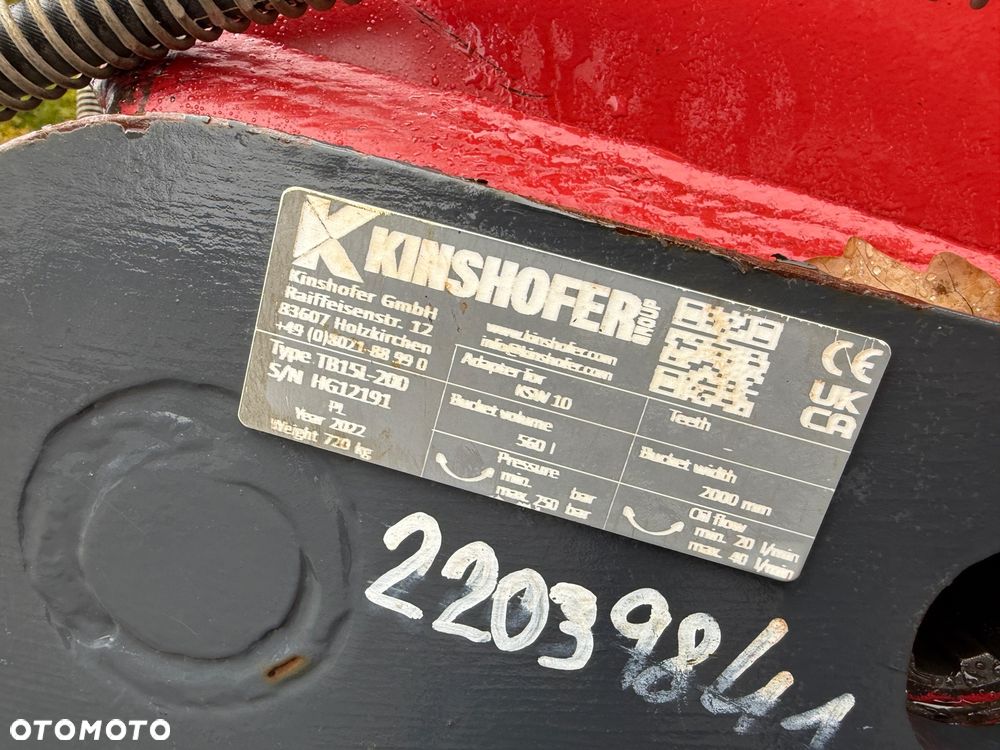 KINSHOFER GROUP
Kinshofer GmbH
Raiffeisenstr. 12
83607 Holzkirchen
+49 (0)8021-88 99 0
www.kinshofer.com
info@kinshofer.com
CE
UK
CA
Type TB15L-200
S/N HG12191
PL
Year 2022
Weight 720 kg
Adapter for
KSW 10
Teeth
Bucket volume
560 l
Bucket width
2000 mm
Pressure
min. bar
max. 250 bar
Oil flow
min. 20 l/min
max. 40 l/min
220398411
OTOMOTO